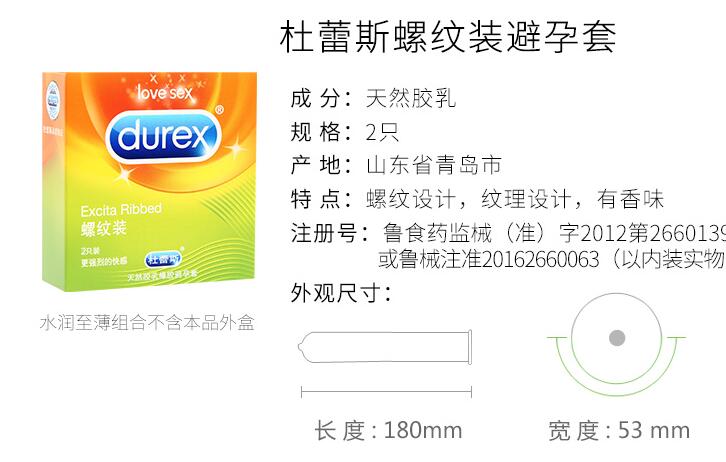 杜蕾斯螺纹装避孕套
love sex
durex®
Excita Ribbed
螺纹装
2只装
更强烈的快感
杜蕾斯
天然胶乳橡胶避孕套
水润至薄组合不含本品外盒
成 分：天然胶乳
规 格：2只
产 地：山东省青岛市
特 点：螺纹设计，纹理设计，有香味
注册号：鲁食药监械（准）字2012第2660139
或鲁械注准20162660063（以内装实物
外观尺寸：
长 度 : 180mm
宽 度 : 53 mm